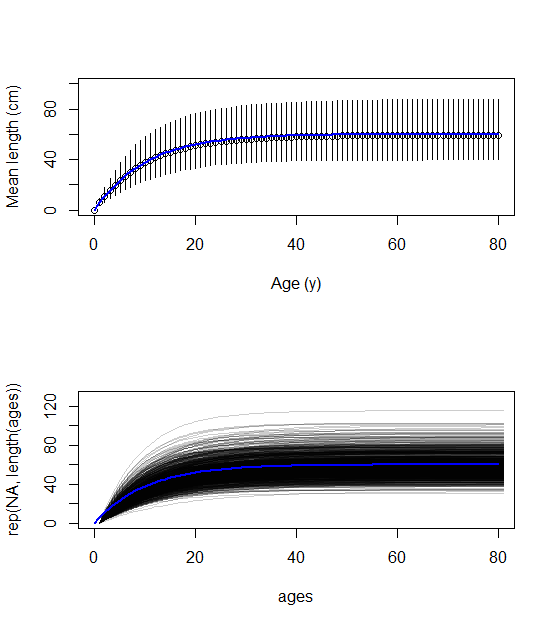 Mean length (cm)
80
40
0
0 20 40 60 80
Age (y)
rep(NA, length(ages))
120
80
40
0
0 20 40 60 80
ages